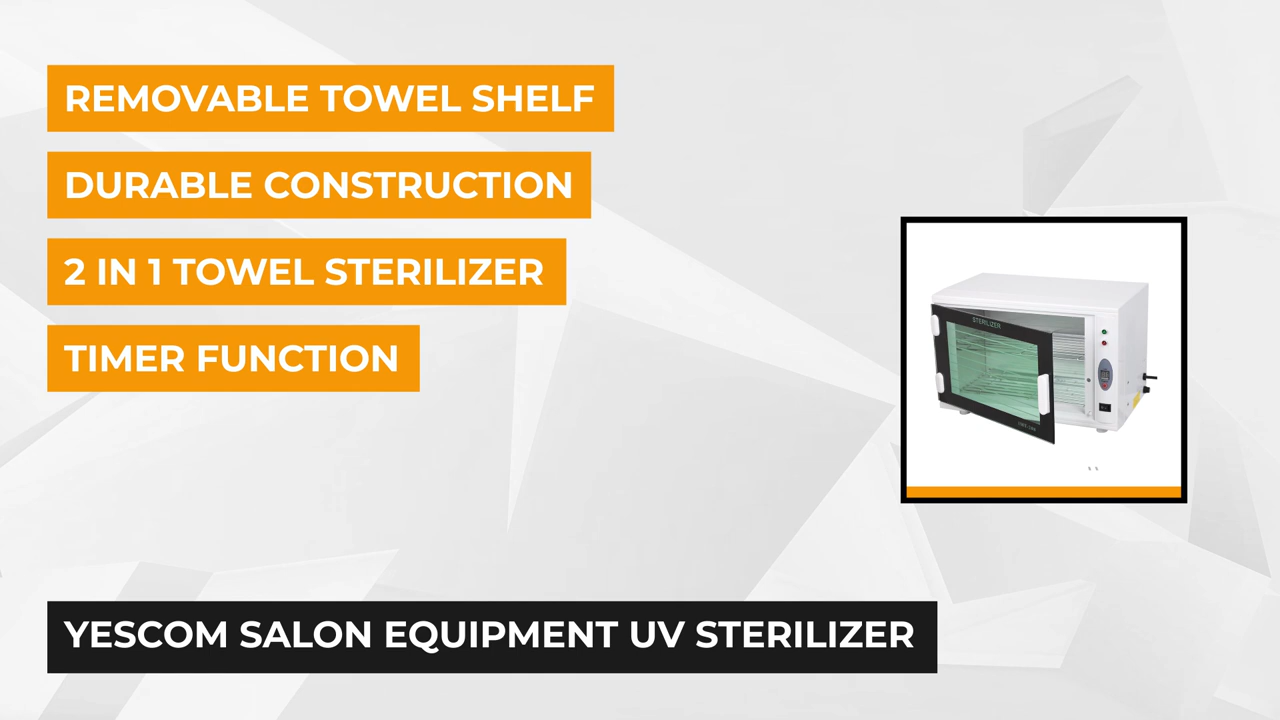 REMOVABLE TOWEL SHELF
DURABLE CONSTRUCTION
2 IN 1 TOWEL STERILIZER
TIMER FUNCTION
STERILIZER
YESCOM SALON EQUIPMENT UV STERILIZER